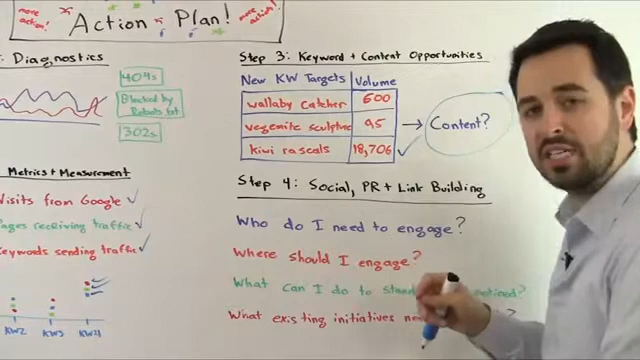 more action!
Action Plan!
more action!
Diagnostics
404s
Blocked by
Robots.txt
302s
Metrics + Measurement
Visits from Google
Pages receiving traffic
Keywords sending traffic
KW2 KW3
Step 3: Keyword + Content Opportunities
New KW Targets Volume
wallaby catcher 600
vegemite sculpture 95
kiwi rascals 18,706
Content?
Step 4: Social, PR + Link Building
Who do I need to engage?
Where should I engage?
What can I do to noticed?
What existing initiatives ?